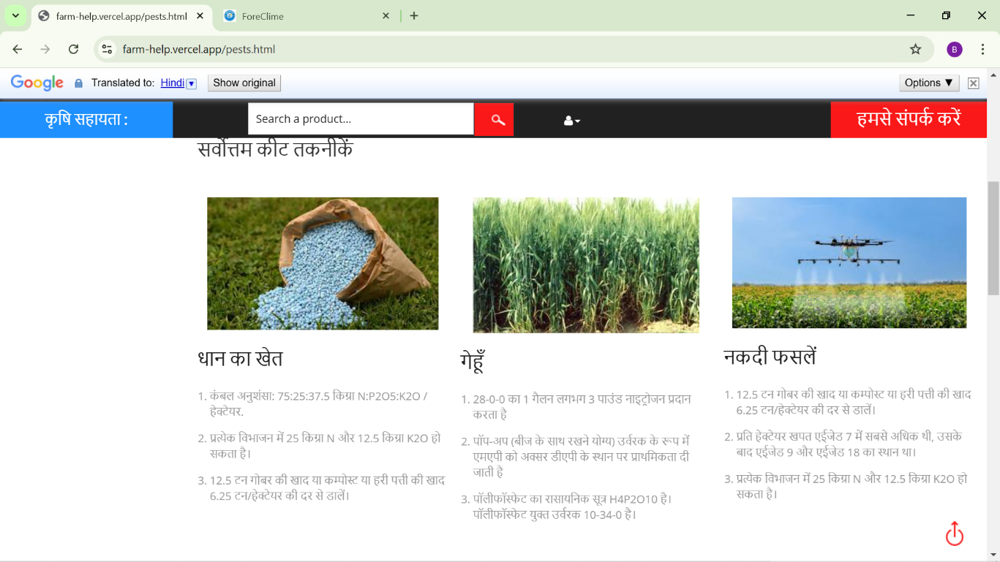 farm-help.vercel.app/pests.html
ForeClime
farm-help.vercel.app/pests.html
B
Google Translated to: Hindi Show original Options ▼
कृषि सहायता :
Search a product...
हमसे संपर्क करें
सर्वोत्तम कीट तकनीकें
धान का खेत
1. कंबल अनुशंसा: 75:25:37.5 किग्रा N:P2O5:K2O /
हेक्टेयर.
2. प्रत्येक विभाजन में 25 किग्रा N और 12.5 किग्रा K2O हो
सकता है।
3. 12.5 टन गोबर की खाद या कम्पोस्ट या हरी पत्ती की खाद
6.25 टन/हेक्टेयर की दर से डालें।
गेहूँ
1. 28-0-0 का 1 गैलन लगभग 3 पाउंड नाइट्रोजन प्रदान
करता है
2. पॉप-अप (बीज के साथ रखने योग्य) उर्वरक के रूप में
एमएपी को अक्सर डीएपी के स्थान पर प्राथमिकता दी
जाती है
3. पॉलीफॉस्फेट का रासायनिक सूत्र H4P2O10 है।
पॉलीफॉस्फेट युक्त उर्वरक 10-34-0 है।
नकदी फसलें
1. 12.5 टन गोबर की खाद या कम्पोस्ट या हरी पत्ती की खाद
6.25 टन/हेक्टेयर की दर से डालें।
2. प्रति हेक्टेयर खपत एईजेड 7 में सबसे अधिक थी, उसके
बाद एईजेड 9 और एईजेड 18 का स्थान था।
3. प्रत्येक विभाजन में 25 किग्रा N और 12.5 किग्रा K2O हो
सकता है।